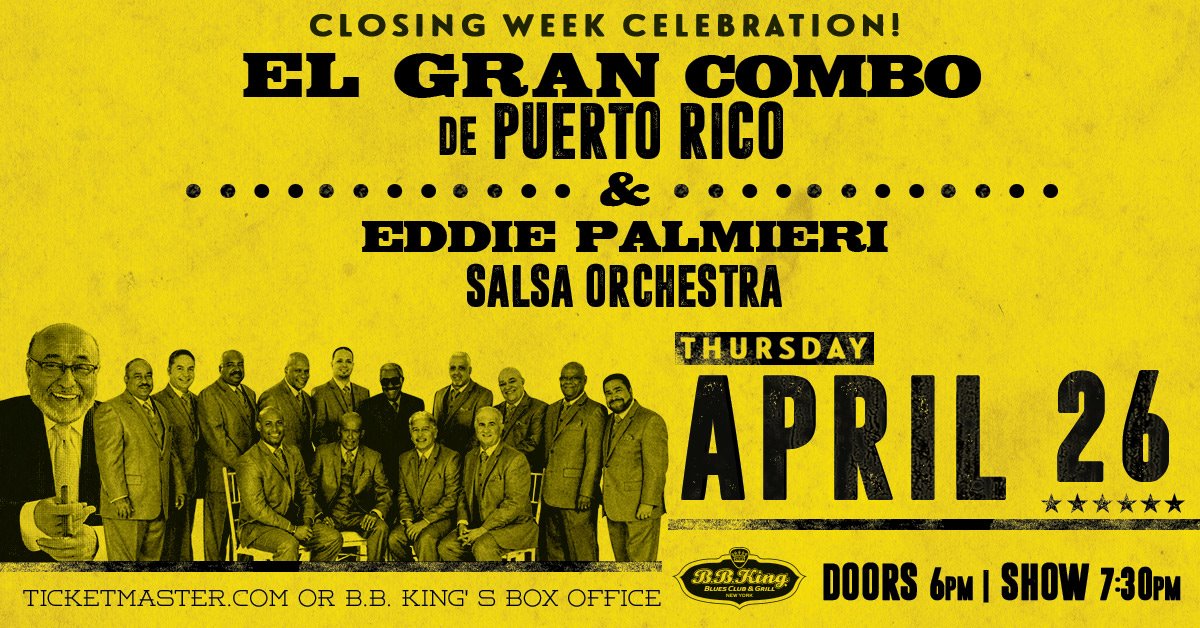 CLOSING WEEK CELEBRATION!
EL GRAN COMBO
DE PUERTO RICO
&
EDDIE PALMIERI
SALSA ORCHESTRA
THURSDAY
APRIL 26
TICKETMASTER.COM OR B.B. KING' S BOX OFFICE
B.B. King
BLUES CLUB & GRILL
NEW YORK
DOORS 6PM | SHOW 7:30PM